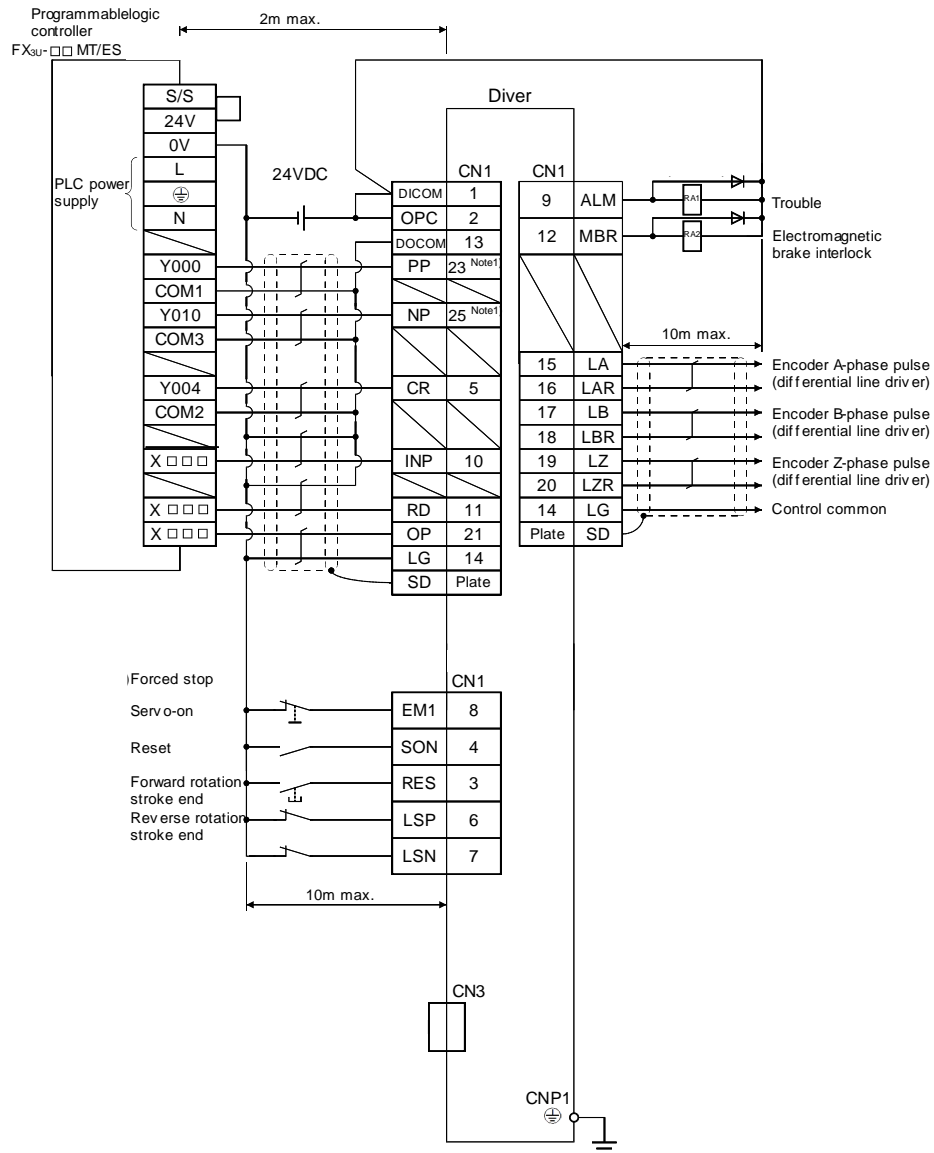 Programmablelogic
controller
FX3U-□□ MT/ES
2m max.
S/S
24V
0V
L
N
PLC power
supply
Y000
COM1
Y010
COM3
Y004
COM2
X □□□
X □□□
X □□□
24VDC
Diver
CN1
DICOM 1
OPC 2
DOCOM 13
PP 23 Note1)
NP 25 Note1)
CR 5
INP 10
RD 11
OP 21
LG 14
SD Plate
CN1
9 ALM
12 MBR
15 LA
16 LAR
17 LB
18 LBR
19 LZ
20 LZR
14 LG
Plate SD
RA1
RA2
Trouble
Electromagnetic
brake interlock
10m max.
Encoder A-phase pulse
(differential line driver)
Encoder B-phase pulse
(differential line driver)
Encoder Z-phase pulse
(differential line driver)
Control common
)Forced stop
Servo-on
Reset
Forward rotation
stroke end
Reverse rotation
stroke end
CN1
EM1 8
SON 4
RES 3
LSP 6
LSN 7
10m max.
CN3
CNP1